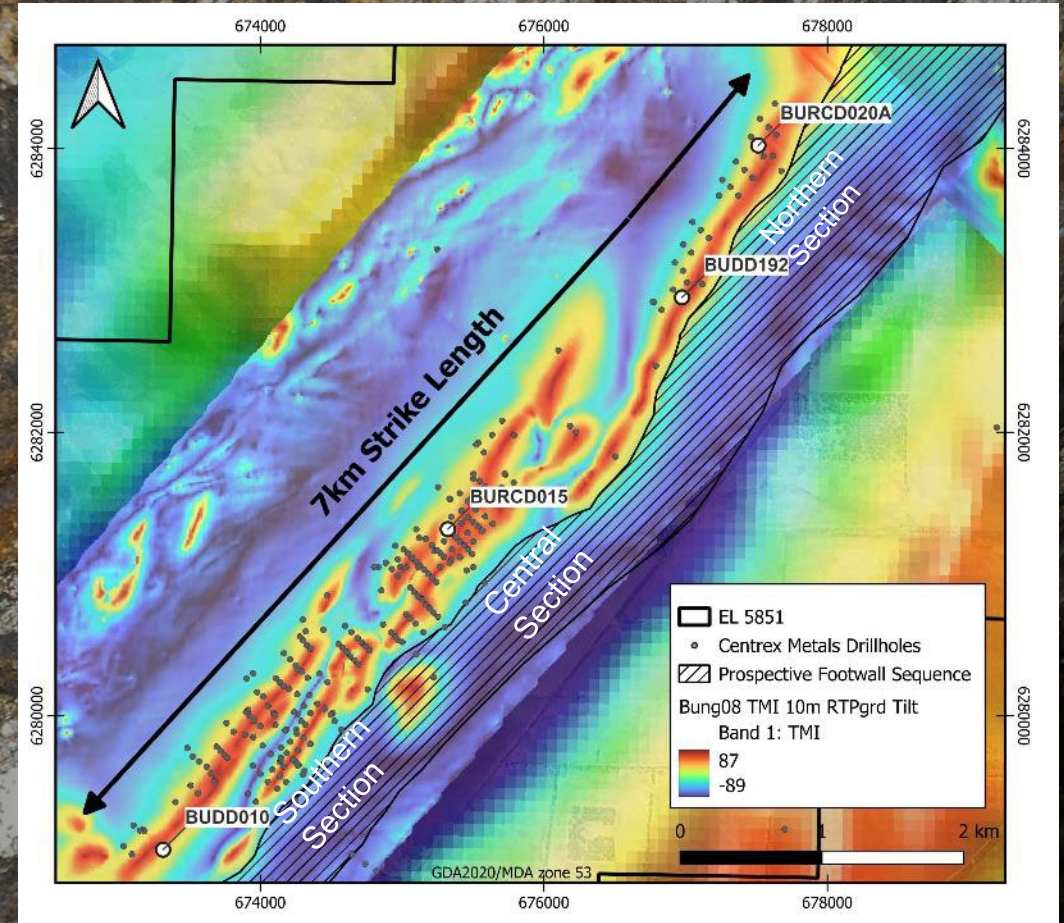 674000
676000
678000
BURCD020A
6284000
6284000
Northern
Section
BUDD192
7km Strike Length
6282000
6282000
BURCD015
Central
Section
EL 5851
Centrex Metals Drillholes
Prospective Footwall Sequence
Bung08 TMI 10m RTPgrd Tilt
Band 1: TMI
87
-89
6280000
6280000
Southern
Section
BUDD010
0
1
2 km
GDA2020/MDA zone 53
674000
676000
678000